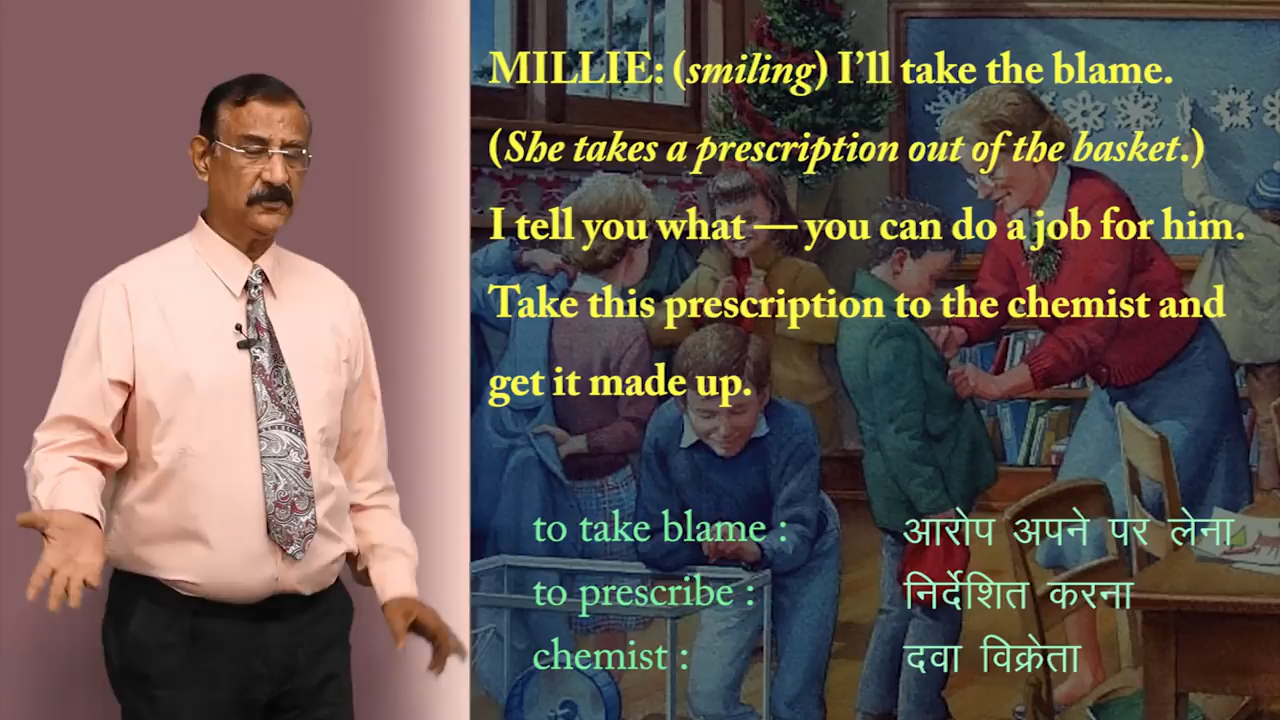 MILLIE: (smiling) I'll take the blame.
(She takes a prescription out of the basket.)
I tell you what — you can do a job for him.
Take this prescription to the chemist and
get it made up.
to take blame : आरोप अपने पर लेना
to prescribe : निर्देशित करना
chemist : दवा विक्रेता